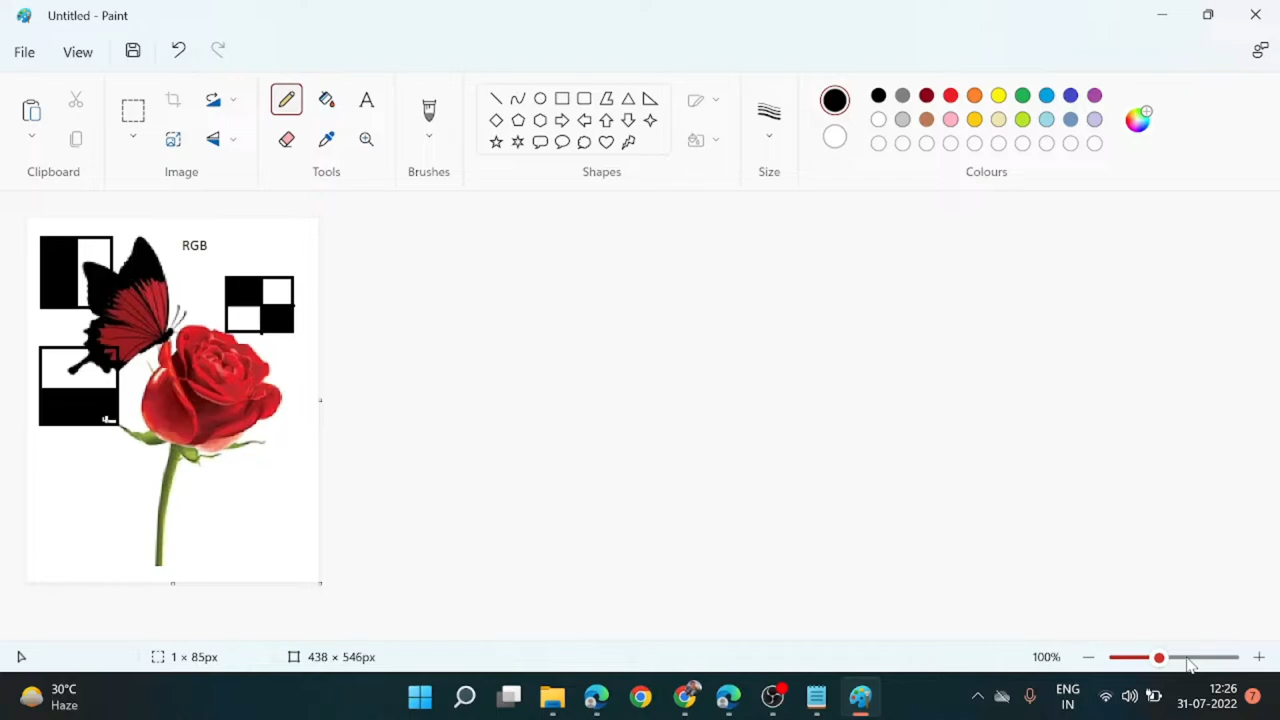 Untitled - Paint
File View
Clipboard Image Tools Brushes Shapes Size Colours
RGB
1 × 85px 438 × 546px 100%
30°C
Haze
ENG
IN
12:26
31-07-2022
7